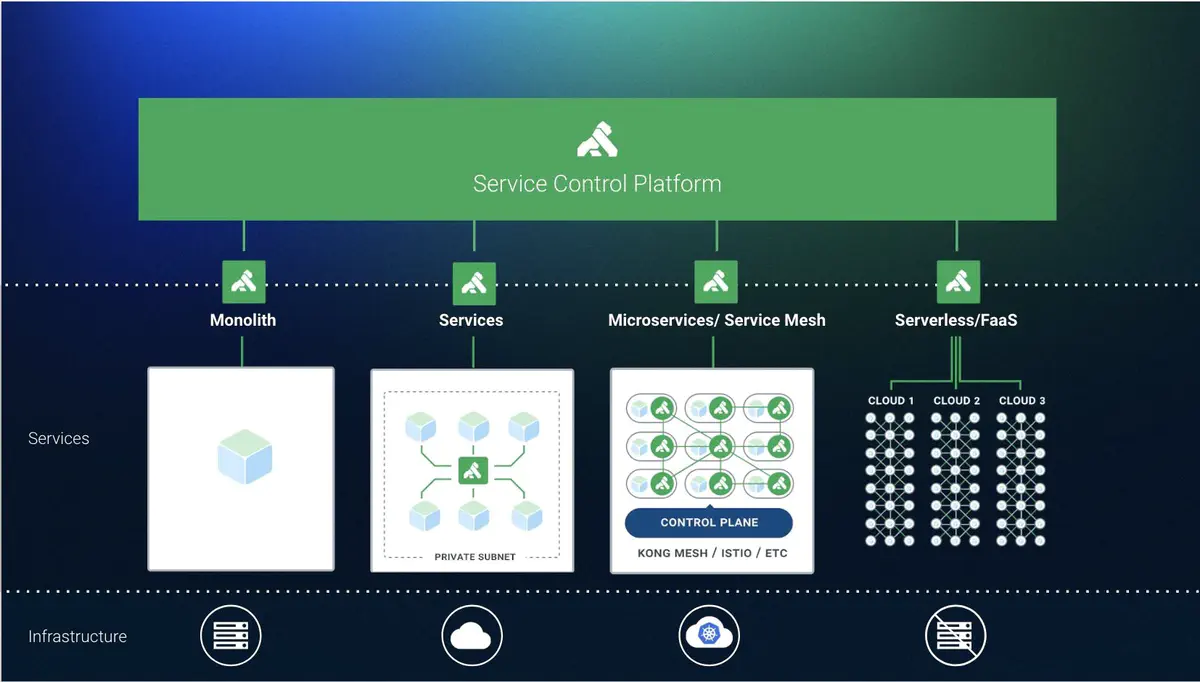 Service Control Platform
Monolith
Services
Microservices/ Service Mesh
Serverless/FaaS
CLOUD 1
CLOUD 2
CLOUD 3
Services
PRIVATE SUBNET
CONTROL PLANE
KONG MESH / ISTIO / ETC
Infrastructure